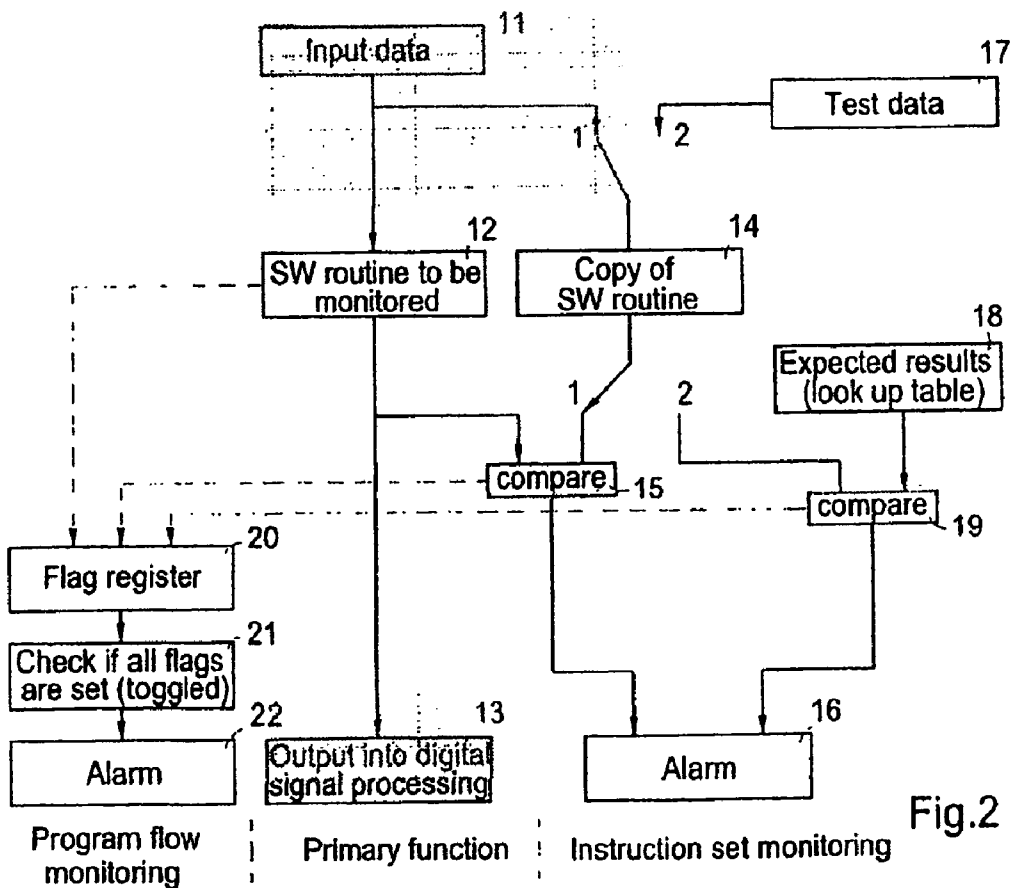 11
Input data
17
Test data
1
2
12
SW routine to be
monitored
14
Copy of
SW routine
18
Expected results
(look up table)
1
2
compare
15
compare
19
20
Flag register
21
Check if all flags
are set (toggled)
22
Alarm
13
Output into digital
signal processing
16
Alarm
Fig.2
Program flow
monitoring
Primary function
Instruction set monitoring